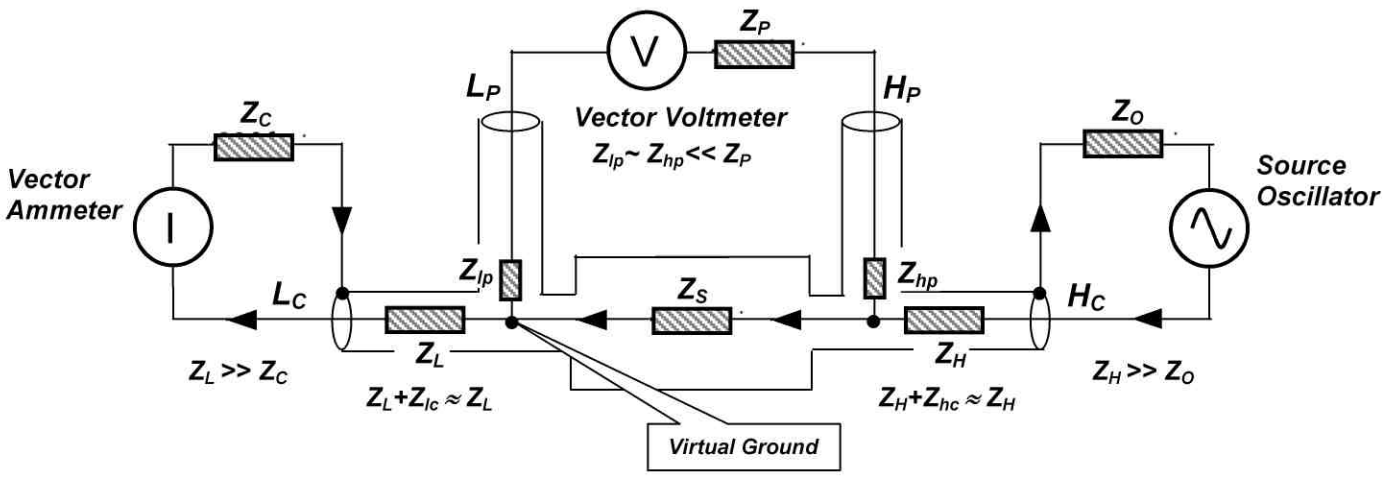 Z_P
V
L_P
H_P
Vector Voltmeter
Z_lp ~ Z_hp << Z_P
Z_C
Z_O
Vector
Ammeter
I
Source
Oscillator
Z_lp
Z_hp
L_C
Z_S
H_C
Z_L
Z_H
Z_L >> Z_C
Z_H >> Z_O
Z_L+Z_lc ≈ Z_L
Z_H+Z_hc ≈ Z_H
Virtual Ground